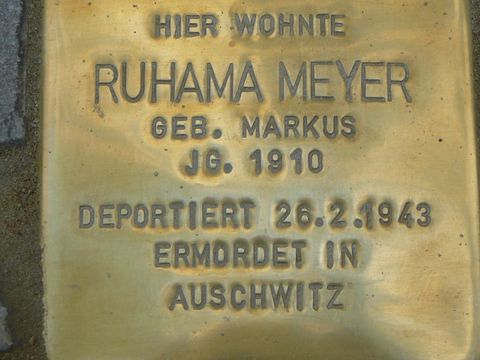 HIER WOHNTE
RUHAMA MEYER
GEB. MARKUS
JG. 1910
DEPORTIERT 26.2.1943
ERMORDET IN
AUSCHWITZ